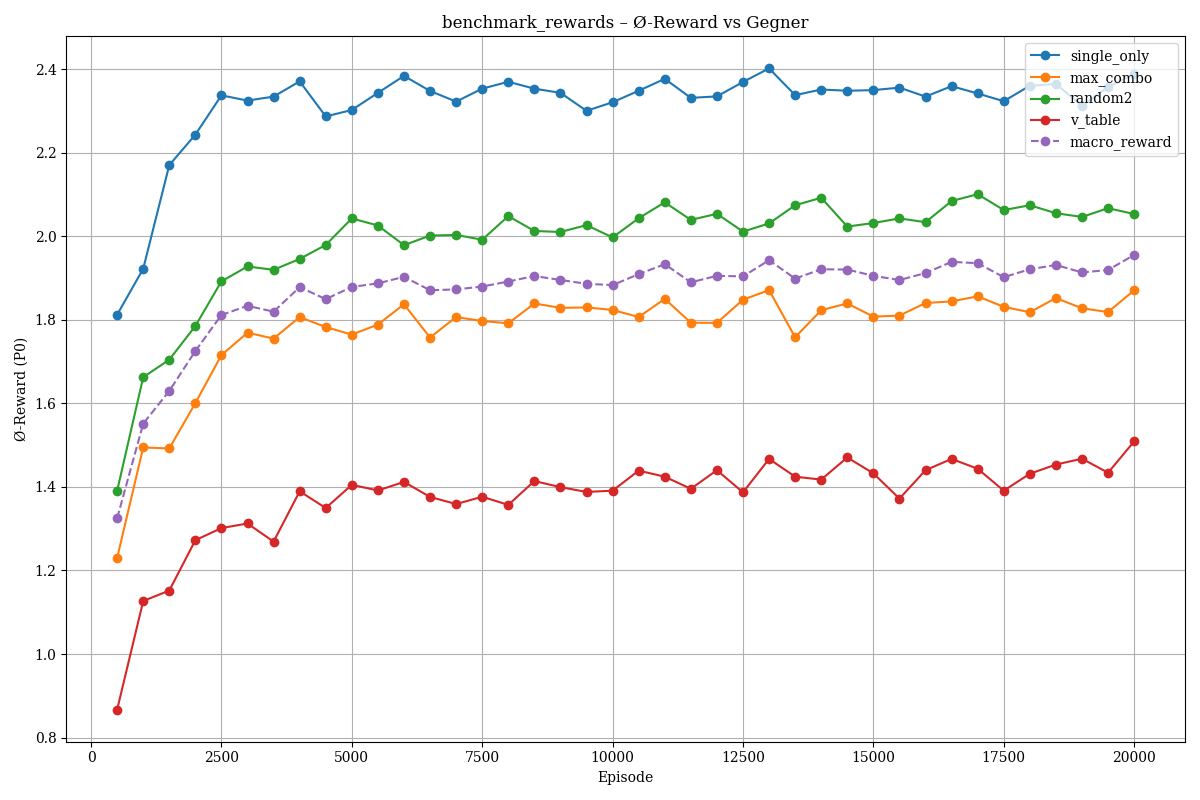 benchmark_rewards – Ø-Reward vs Gegner
single_only
max_combo
random2
v_table
macro_reward
Ø-Reward (P0)
2.4
2.2
2.0
1.8
1.6
1.4
1.2
1.0
0.8
0 2500 5000 7500 10000 12500 15000 17500 20000
Episode